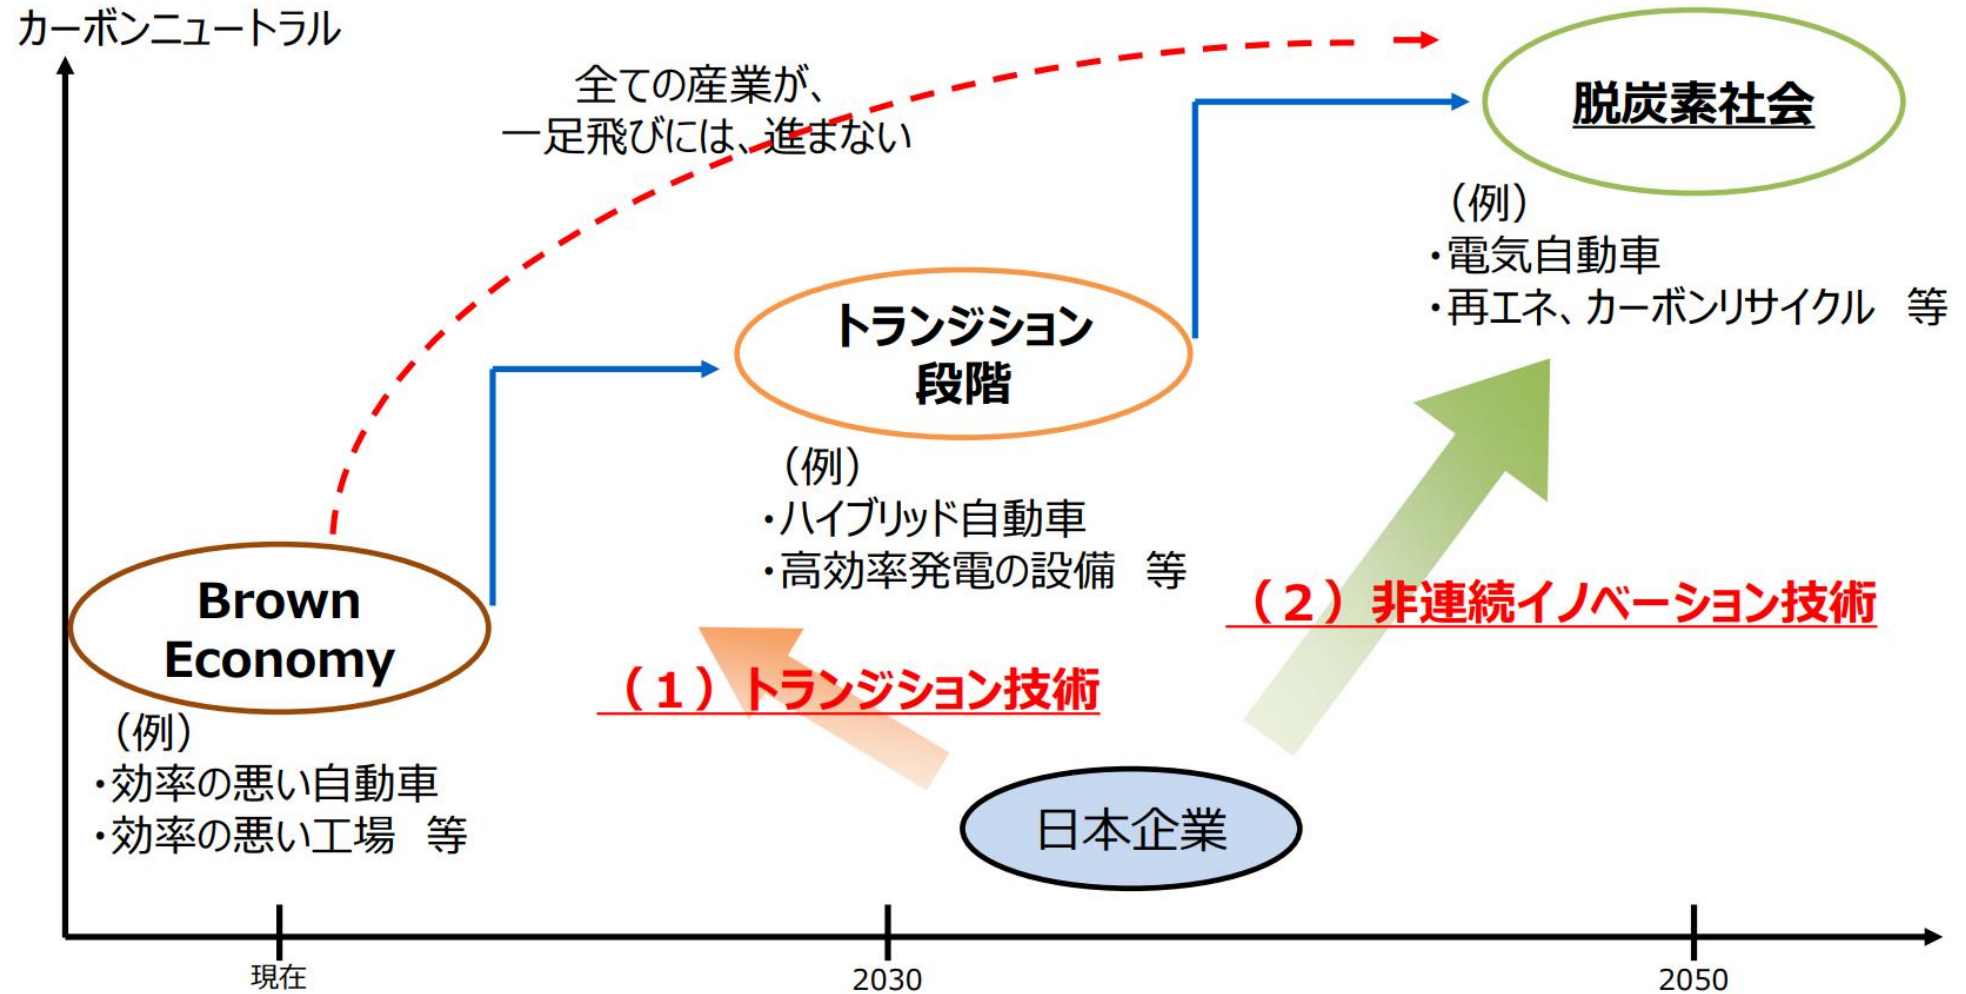 カーボンニュートラル
全ての産業が、
一足飛びには、進まない
脱炭素社会
（例）
・電気自動車
・再エネ、カーボンリサイクル　等
トランジション
段階
（例）
・ハイブリッド自動車
・高効率発電の設備　等
Brown
Economy
（例）
・効率の悪い自動車
・効率の悪い工場　等
（１）トランジション技術
（２）非連続イノベーション技術
日本企業
現在
2030
2050